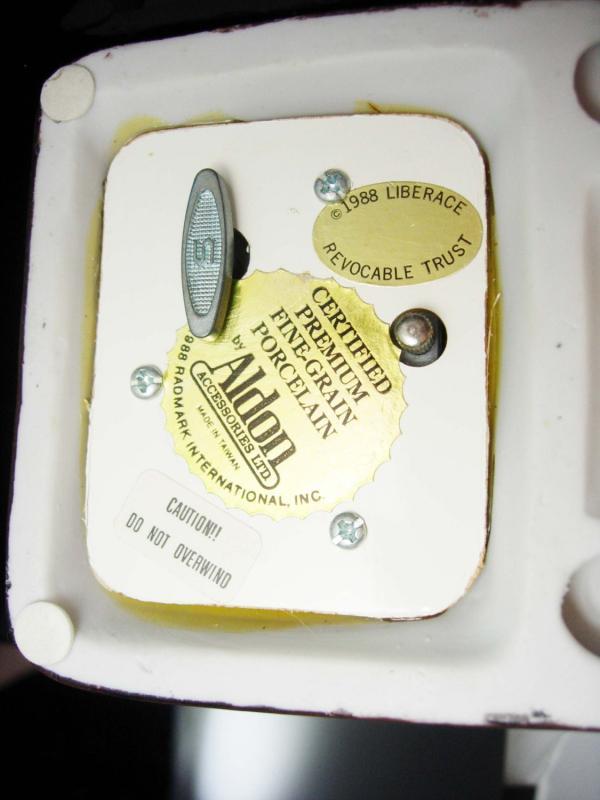 ©1988 LIBERACE
REVOCABLE TRUST
CERTIFIED
PREMIUM
FINE-GRAIN
PORCELAIN
by
Aldon
ACCESSORIES LTD.
MADE IN TAIWAN
988 RADMARK INTERNATIONAL, INC.
CAUTION!!
DO NOT OVERWIND
S